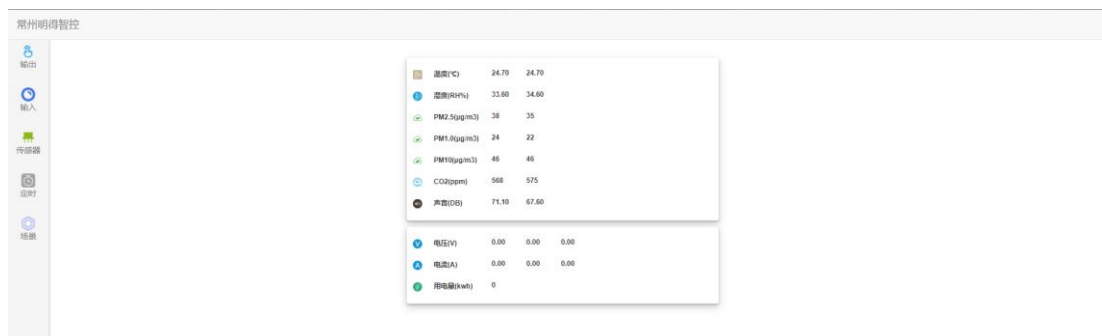 常州明得智控
输出
输入
传感器
定时
场景
温度(℃) 24.70 24.70
湿度(RH%) 33.60 34.60
PM2.5(μg/m3) 38 35
PM1.0(μg/m3) 24 22
PM10(μg/m3) 46 46
CO2(ppm) 568 575
声音(DB) 71.10 67.60
电压(V) 0.00 0.00 0.00
电流(A) 0.00 0.00 0.00
用电量(kwh) 0